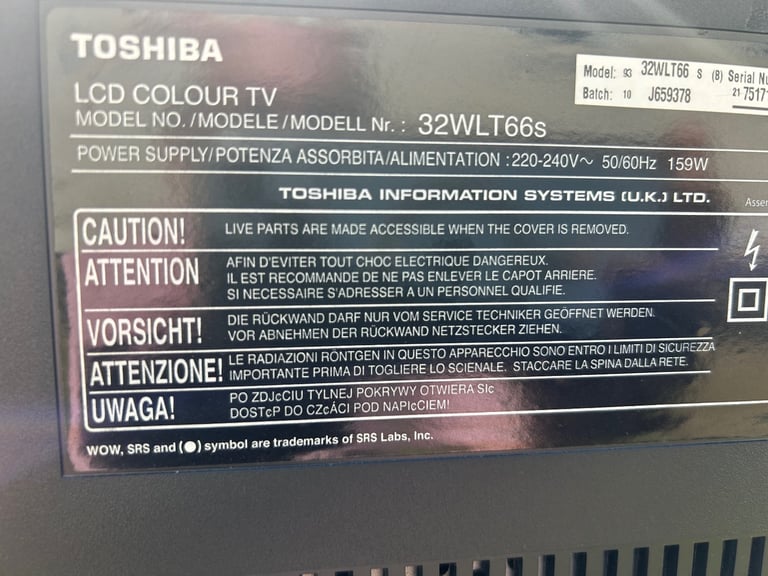 TOSHIBA
LCD COLOUR TV
MODEL NO./MODELE/MODELL Nr.: 32WLT66s
Model: 93 32WLT66 S (8) Serial Nu
Batch: 10 J659378 21 7517
POWER SUPPLY/POTENZA ASSORBITA/ALIMENTATION :220-240V~ 50/60Hz 159W
TOSHIBA INFORMATION SYSTEMS (U.K.) LTD.
Assem
CAUTION! LIVE PARTS ARE MADE ACCESSIBLE WHEN THE COVER IS REMOVED.
ATTENTION AFIN D'EVITER TOUT CHOC ELECTRIQUE DANGEREUX.
IL EST RECOMMANDE DE NE PAS ENLEVER LE CAPOT ARRIERE.
SI NECESSAIRE S'ADRESSER A UN PERSONNEL QUALIFIE.
VORSICHT! DIE RÜCKWAND DARF NUR VOM SERVICE TECHNIKER GEÖFFNET WERDEN.
VOR ABNEHMEN DER RÜCKWAND NETZSTECKER ZIEHEN.
ATTENZIONE! LE RADIAZIONI RÖNTGEN IN QUESTO APPARECCHIO SONO ENTRO I LIMITI DI SICUREZZA
IMPORTANTE PRIMA DI TOGLIERE LO SCIENALE. STACCARE LA SPINA DALLA RETE.
UWAGA! PO ZDJcCIU TYLNEJ POKRYWY OTWIERA SIc
DOSTcP DO CZcÁCI POD NAPIcCIEM!
WOW, SRS and (●) symbol are trademarks of SRS Labs, Inc.